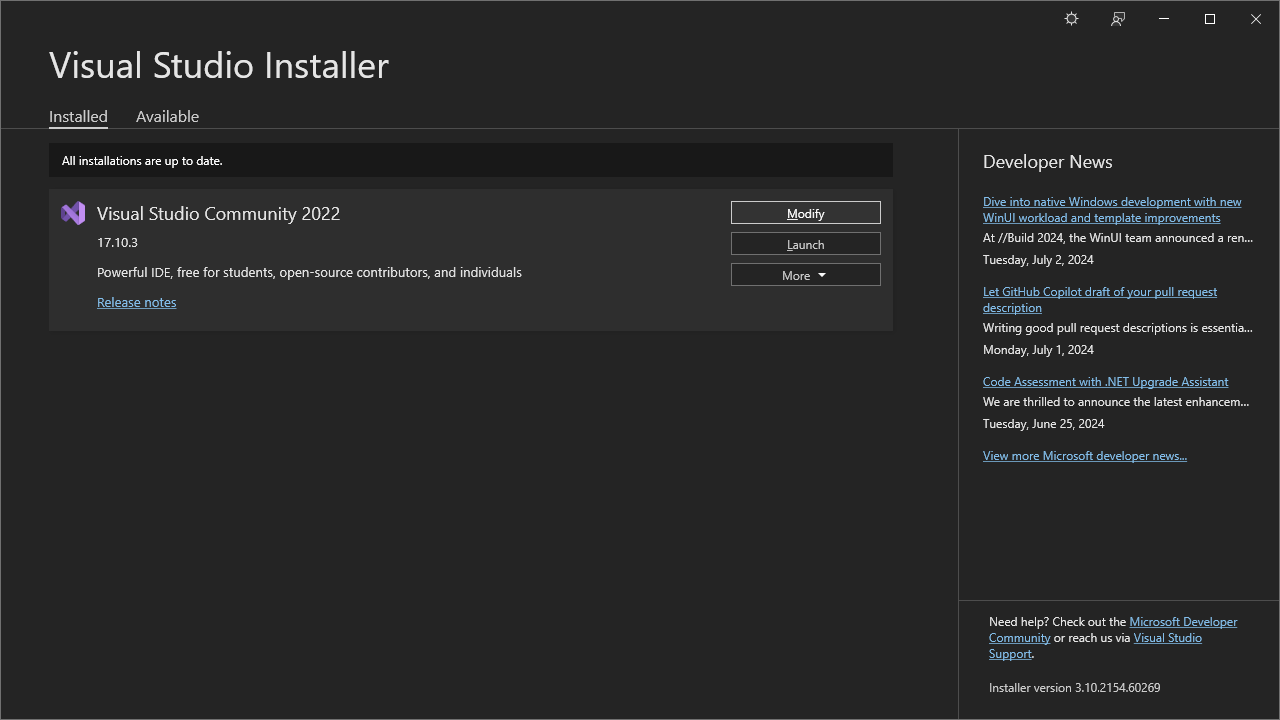 Visual Studio Installer
Installed
Available
All installations are up to date.
Visual Studio Community 2022
17.10.3
Powerful IDE, free for students, open-source contributors, and individuals
Release notes
Modify
Launch
More
Developer News
Dive into native Windows development with new
WinUI workload and template improvements
At //Build 2024, the WinUI team announced a ren...
Tuesday, July 2, 2024
Let GitHub Copilot draft of your pull request
description
Writing good pull request descriptions is essentia...
Monday, July 1, 2024
Code Assessment with .NET Upgrade Assistant
We are thrilled to announce the latest enhancem...
Tuesday, June 25, 2024
View more Microsoft developer news...
Need help? Check out the Microsoft Developer
Community or reach us via Visual Studio
Support.
Installer version 3.10.2154.60269